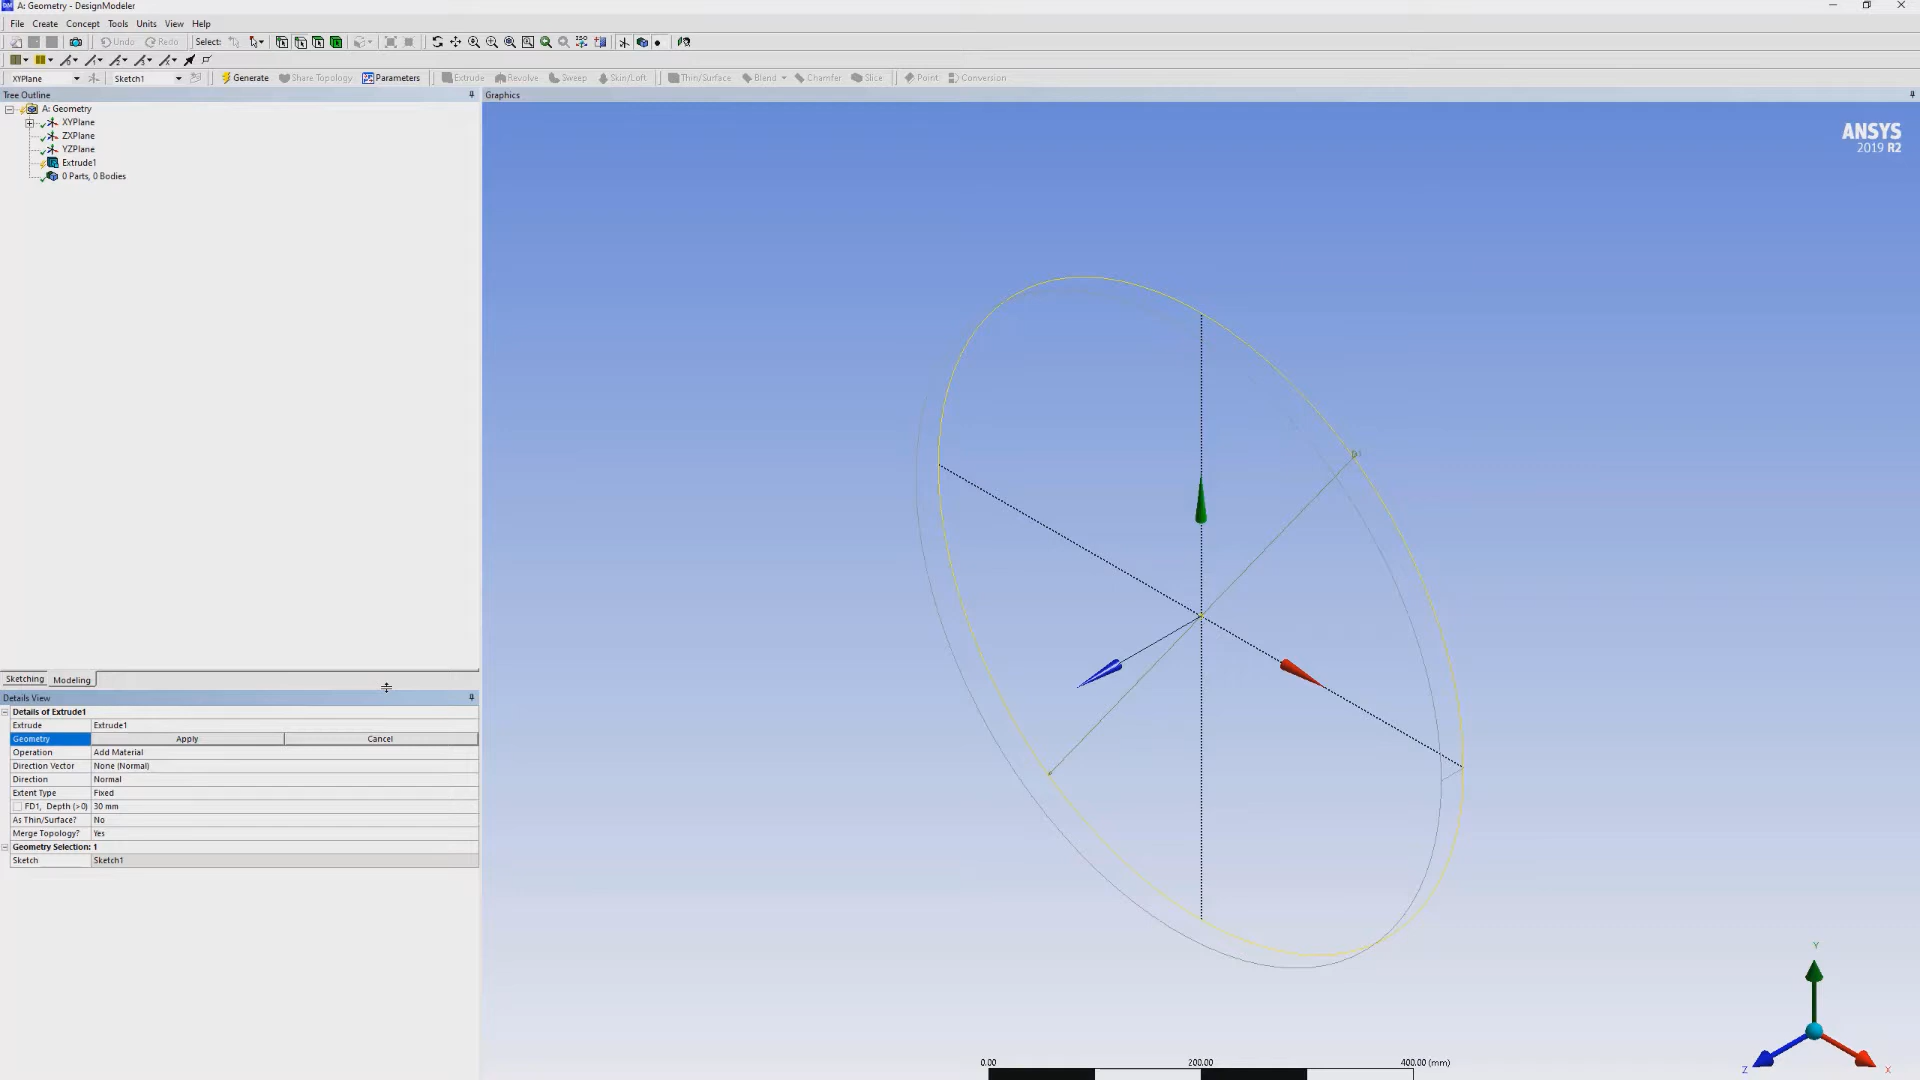 DM A: Geometry - DesignModeler
File Create Concept Tools Units View Help
Undo Redo Select: ISO
XYPlane Sketch1 Generate Share Topology Parameters Extrude Revolve Sweep Skin/Loft Thin/Surface Blend Chamfer Slice Point Conversion
Tree Outline
A: Geometry
XYPlane
ZXPlane
YZPlane
Extrude1
0 Parts, 0 Bodies
Sketching Modeling
Details View
Details of Extrude1
Extrude Extrude1
Geometry Apply Cancel
Operation Add Material
Direction Vector None (Normal)
Direction Normal
Extent Type Fixed
FD1, Depth (>0) 30 mm
As Thin/Surface? No
Merge Topology? Yes
Geometry Selection: 1
Sketch Sketch1
Graphics
ANSYS
2019 R2
Y
Z
X
0.00 200.00 400.00 (mm)